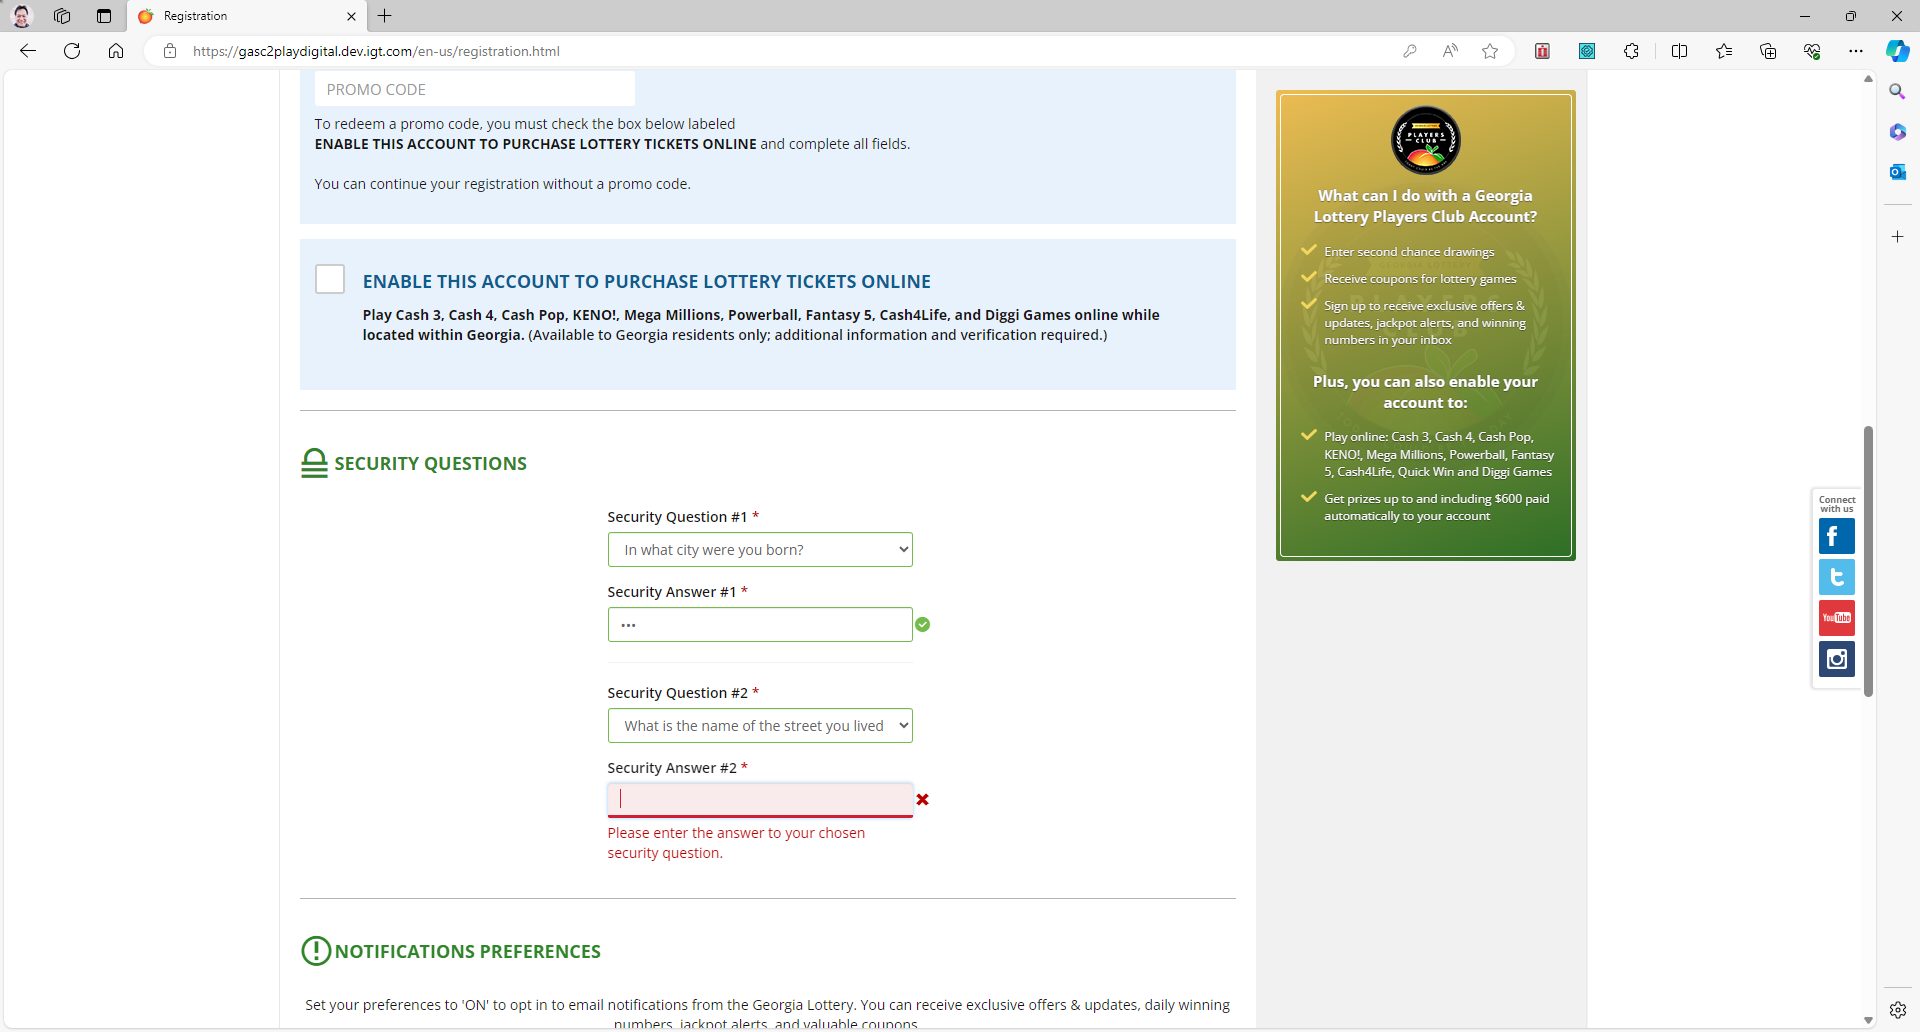 Registration
https://gasc2playdigital.dev.igt.com/en-us/registration.html
PROMO CODE
To redeem a promo code, you must check the box below labeled
ENABLE THIS ACCOUNT TO PURCHASE LOTTERY TICKETS ONLINE and complete all fields.
You can continue your registration without a promo code.
ENABLE THIS ACCOUNT TO PURCHASE LOTTERY TICKETS ONLINE
Play Cash 3, Cash 4, Cash Pop, KENO!, Mega Millions, Powerball, Fantasy 5, Cash4Life, and Diggi Games online while
located within Georgia. (Available to Georgia residents only; additional information and verification required.)
SECURITY QUESTIONS
Security Question #1 *
In what city were you born?
Security Answer #1 *
•••
Security Question #2 *
What is the name of the street you lived
Security Answer #2 *
Please enter the answer to your chosen
security question.
NOTIFICATIONS PREFERENCES
Set your preferences to 'ON' to opt in to email notifications from the Georgia Lottery. You can receive exclusive offers & updates, daily winning
numbers, jackpot alerts, and valuable coupons.
PLAYERS
CLUB
What can I do with a Georgia
Lottery Players Club Account?
Enter second chance drawings
Receive coupons for lottery games
Sign up to receive exclusive offers &
updates, jackpot alerts, and winning
numbers in your inbox
Plus, you can also enable your
account to:
Play online: Cash 3, Cash 4, Cash Pop,
KENO!, Mega Millions, Powerball, Fantasy
5, Cash4Life, Quick Win and Diggi Games
Get prizes up to and including $600 paid
automatically to your account
Connect
with us
YouTube